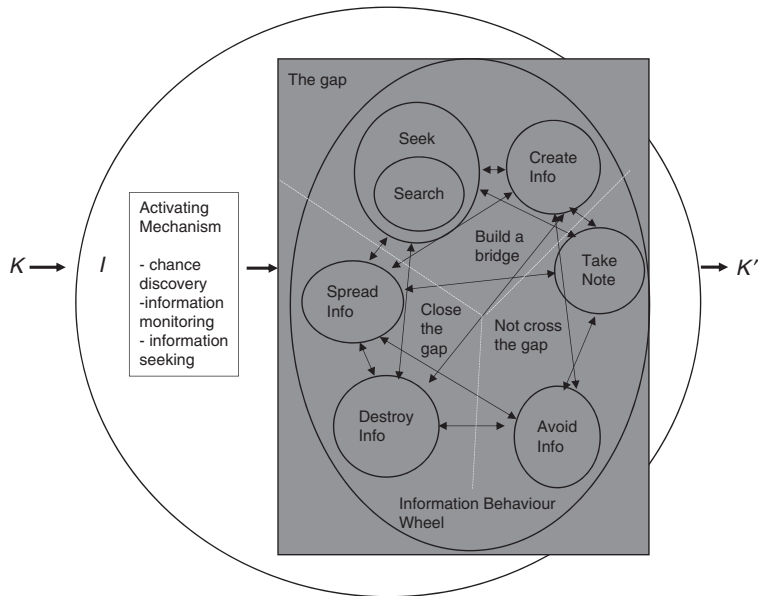 The gap
Seek
Search
Create
Info
Activating
Mechanism
- chance
discovery
-information
monitoring
- information
seeking
K
I
K'
Build a
bridge
Take
Note
Spread
Info
Close
the
gap
Not cross
the gap
Destroy
Info
Avoid
Info
Information Behaviour
Wheel